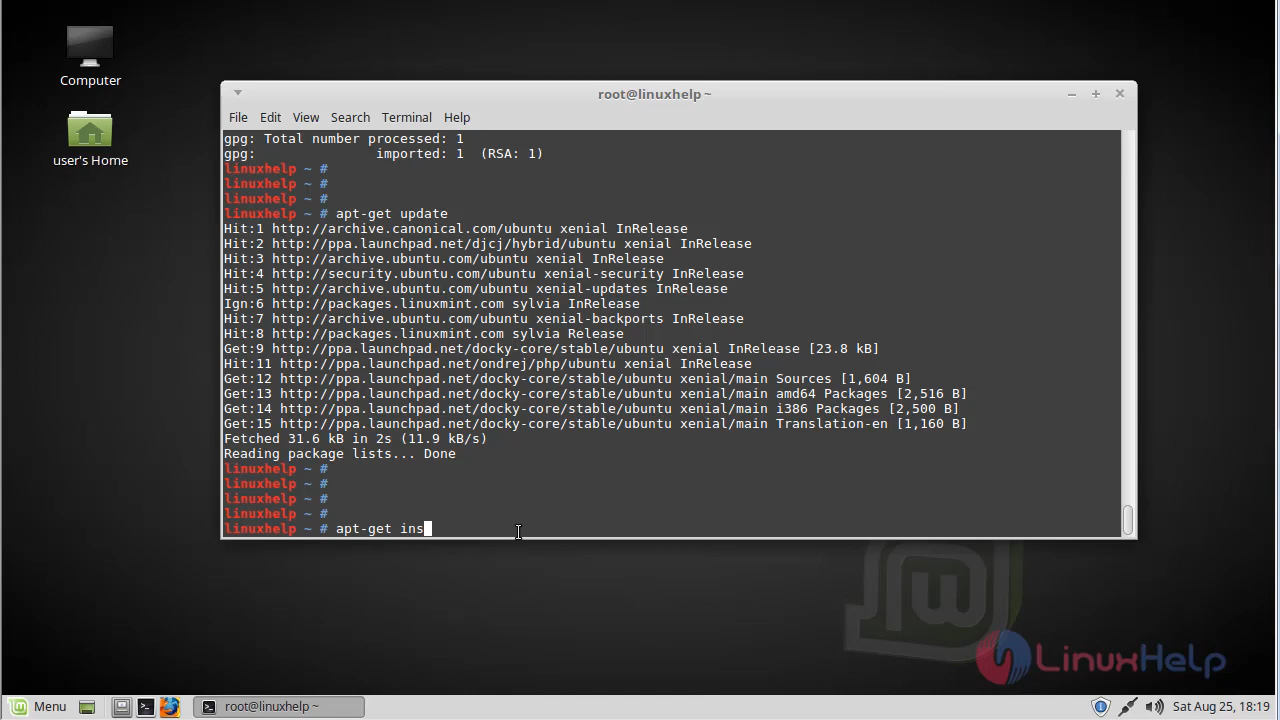 Computer
user's Home
root@linuxhelp ~
File Edit View Search Terminal Help
gpg: Total number processed: 1
gpg:                   imported: 1  (RSA: 1)
linuxhelp ~ #
linuxhelp ~ #
linuxhelp ~ #
linuxhelp ~ # apt-get update
Hit:1 http://archive.canonical.com/ubuntu xenial InRelease
Hit:2 http://ppa.launchpad.net/djcj/hybrid/ubuntu xenial InRelease
Hit:3 http://archive.ubuntu.com/ubuntu xenial InRelease
Hit:4 http://security.ubuntu.com/ubuntu xenial-security InRelease
Hit:5 http://archive.ubuntu.com/ubuntu xenial-updates InRelease
Ign:6 http://packages.linuxmint.com sylvia InRelease
Hit:7 http://archive.ubuntu.com/ubuntu xenial-backports InRelease
Hit:8 http://packages.linuxmint.com sylvia Release
Get:9 http://ppa.launchpad.net/docky-core/stable/ubuntu xenial InRelease [23.8 kB]
Hit:11 http://ppa.launchpad.net/ondrej/php/ubuntu xenial InRelease
Get:12 http://ppa.launchpad.net/docky-core/stable/ubuntu xenial/main Sources [1,604 B]
Get:13 http://ppa.launchpad.net/docky-core/stable/ubuntu xenial/main amd64 Packages [2,516 B]
Get:14 http://ppa.launchpad.net/docky-core/stable/ubuntu xenial/main i386 Packages [2,500 B]
Get:15 http://ppa.launchpad.net/docky-core/stable/ubuntu xenial/main Translation-en [1,160 B]
Fetched 31.6 kB in 2s (11.9 kB/s)
Reading package lists... Done
linuxhelp ~ #
linuxhelp ~ #
linuxhelp ~ #
linuxhelp ~ #
linuxhelp ~ # apt-get ins
LinuxHelp
Menu root@linuxhelp ~ Sat Aug 25, 18:19